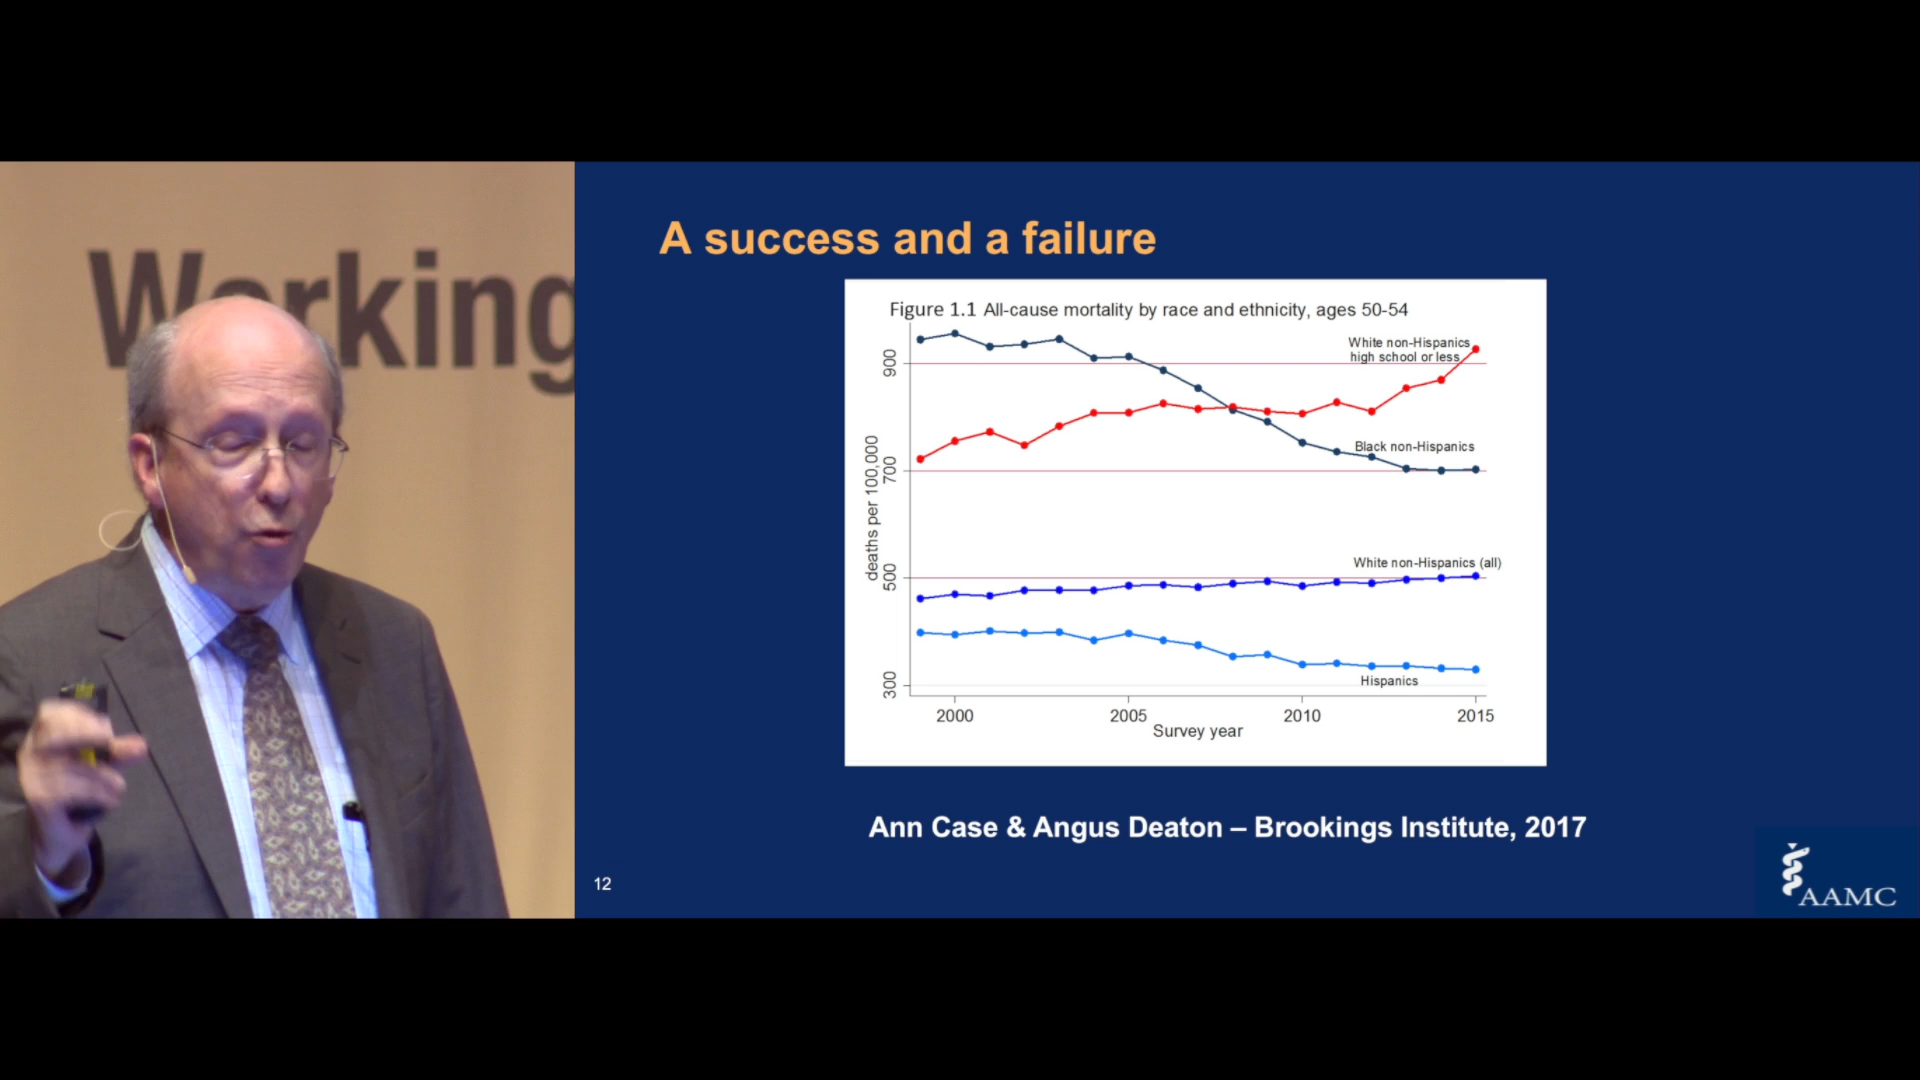 Working
A success and a failure
Figure 1.1 All-cause mortality by race and ethnicity, ages 50-54
White non-Hispanics
high school or less
Black non-Hispanics
White non-Hispanics (all)
Hispanics
deaths per 100,000
900
700
500
300
2000 2005 2010 2015
Survey year
Ann Case & Angus Deaton – Brookings Institute, 2017
12
AAMC